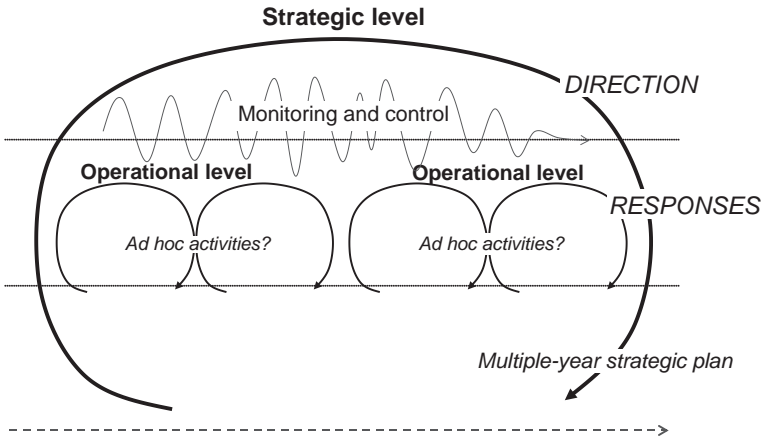 Strategic level
DIRECTION
Monitoring and control
Operational level
Operational level
RESPONSES
Ad hoc activities?
Ad hoc activities?
Multiple-year strategic plan